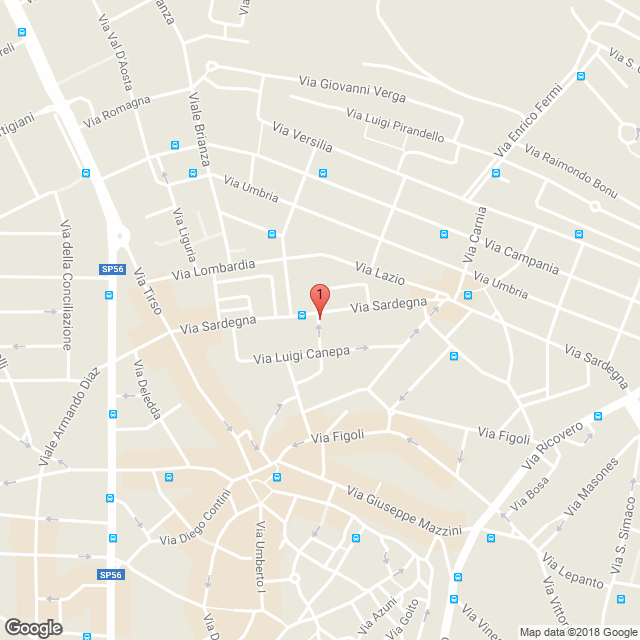 Via Val D'Aosta
Via Giovanni Verga
Via Romagna
Viale Brianza
Via Luigi Pirandello
Via Versilia
Via Enrico Fermi
Via Raimondo Bonu
Via Umbria
Via Liguria
Via della Conciliazione
Via Carnia
Via Campania
Via Lombardia
Via Lazio
SP56
Via Tirso
Via Umbria
1
Via Sardegna
Via Sardegna
Via Luigi Canepa
Via Sardegna
Via Deledda
Viale Armando Diaz
Via Figoli
Via Figoli
Via Ricovero
Via Masones
Via Bosa
Via Giuseppe Mazzini
Via Diego Contini
Via Umberto I
Via S. Simaco
Via Lepanto
SP56
Via Azuni
Via Goito
Google
Map data ©2018 Google